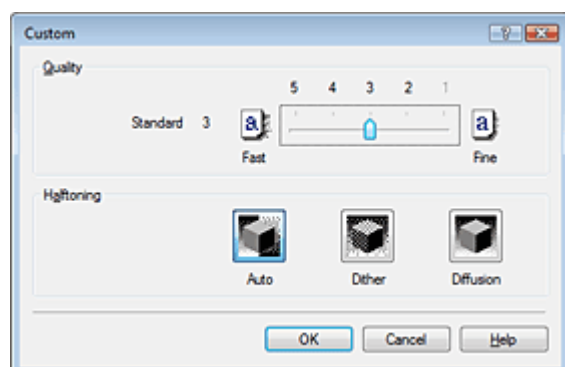 Custom
Quality
5 4 3 2 1
Standard 3 a a
Fast Fine
Halftoning
Auto Dither Diffusion
OK Cancel Help